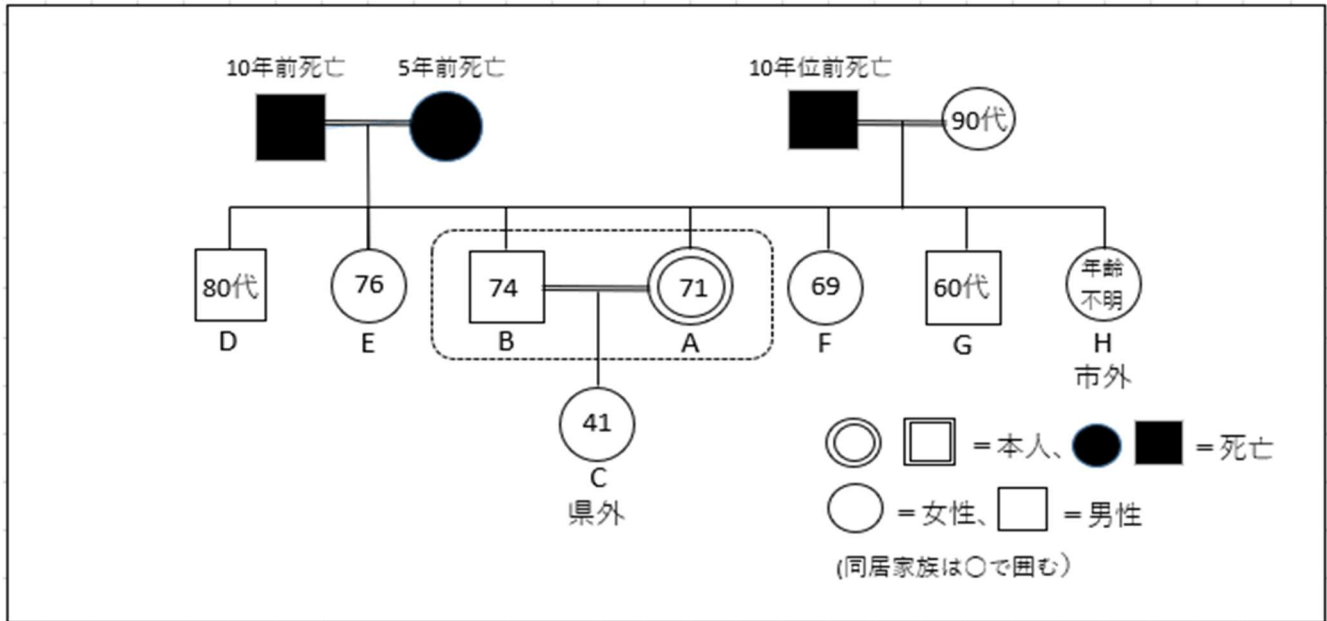 10年前死亡 5年前死亡 10年位前死亡
90代
80代 76 74 71 69 60代 年齢
不明
D E B A F G H
市外
41
C
県外
＝本人、 ＝死亡
＝女性、 ＝男性
(同居家族は〇で囲む）